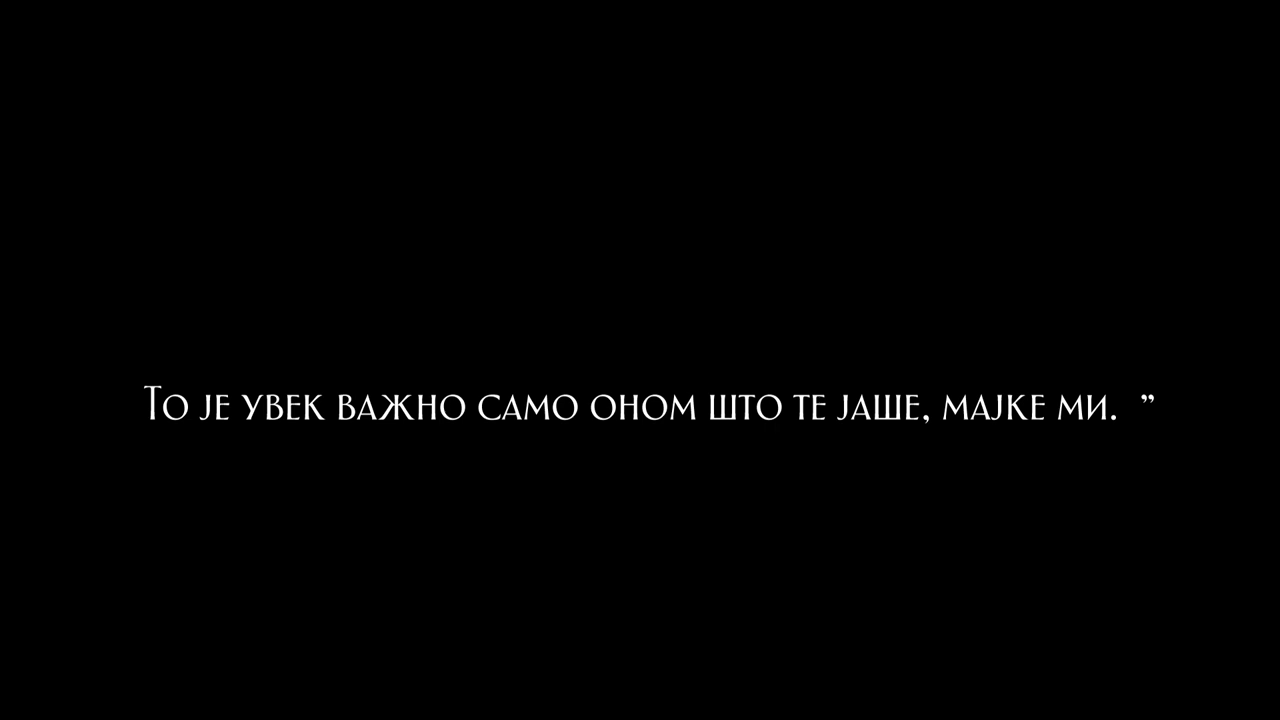 То је увек важно само оном што те јаше, мајке ми. ”